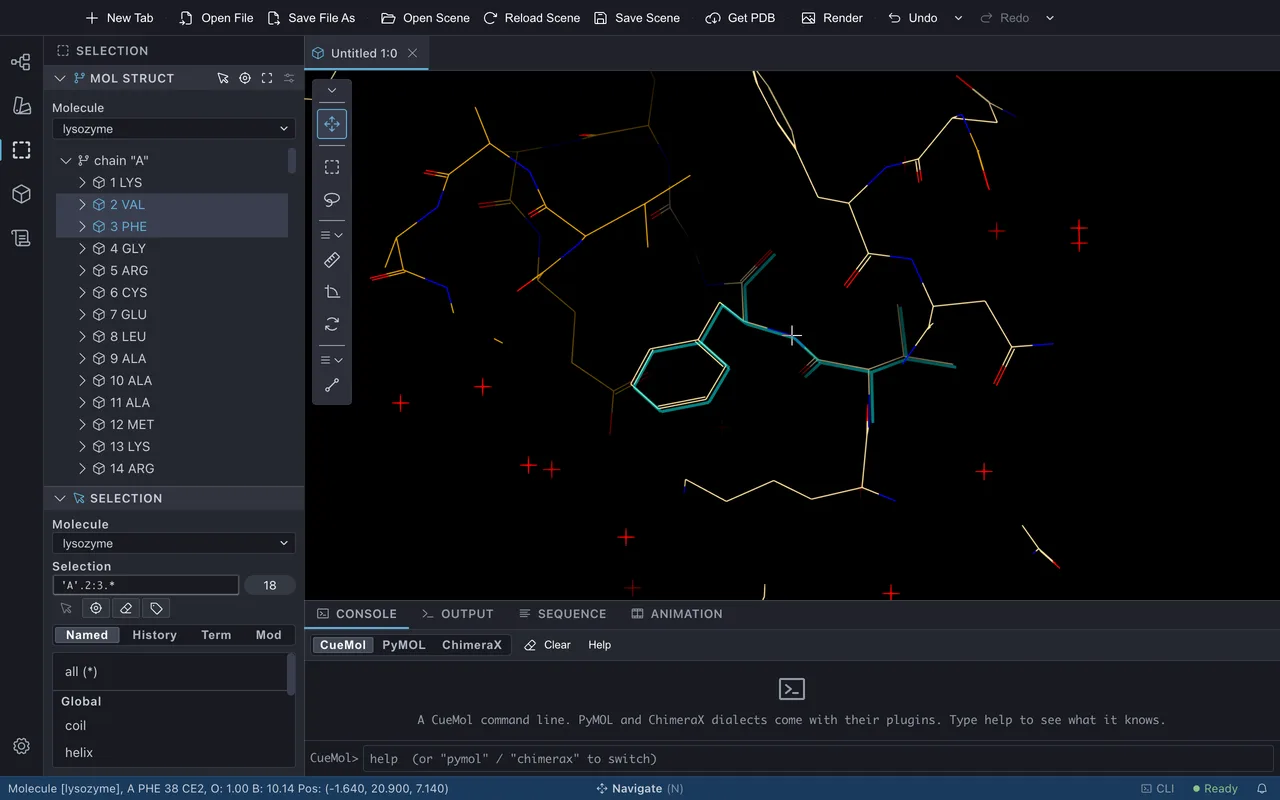 New Tab Open File Save File As Open Scene Reload Scene Save Scene Get PDB Render Undo Redo
SELECTION
Untitled 1:0
MOL STRUCT
Molecule
lysozyme
chain "A"
1 LYS
2 VAL
3 PHE
4 GLY
5 ARG
6 CYS
7 GLU
8 LEU
9 ALA
10 ALA
11 ALA
12 MET
13 LYS
14 ARG
SELECTION
Molecule
lysozyme
Selection
'A'.2:3.* 18
Named History Term Mod
all (*)
Global
coil
helix
CONSOLE OUTPUT SEQUENCE ANIMATION
CueMol PyMOL ChimeraX Clear Help
A CueMol command line. PyMOL and ChimeraX dialects come with their plugins. Type help to see what it knows.
CueMol> help (or "pymol" / "chimerax" to switch)
Molecule [lysozyme], A PHE 38 CE2, O: 1.00 B: 10.14 Pos: (-1.640, 20.900, 7.140) Navigate (N) CLI Ready